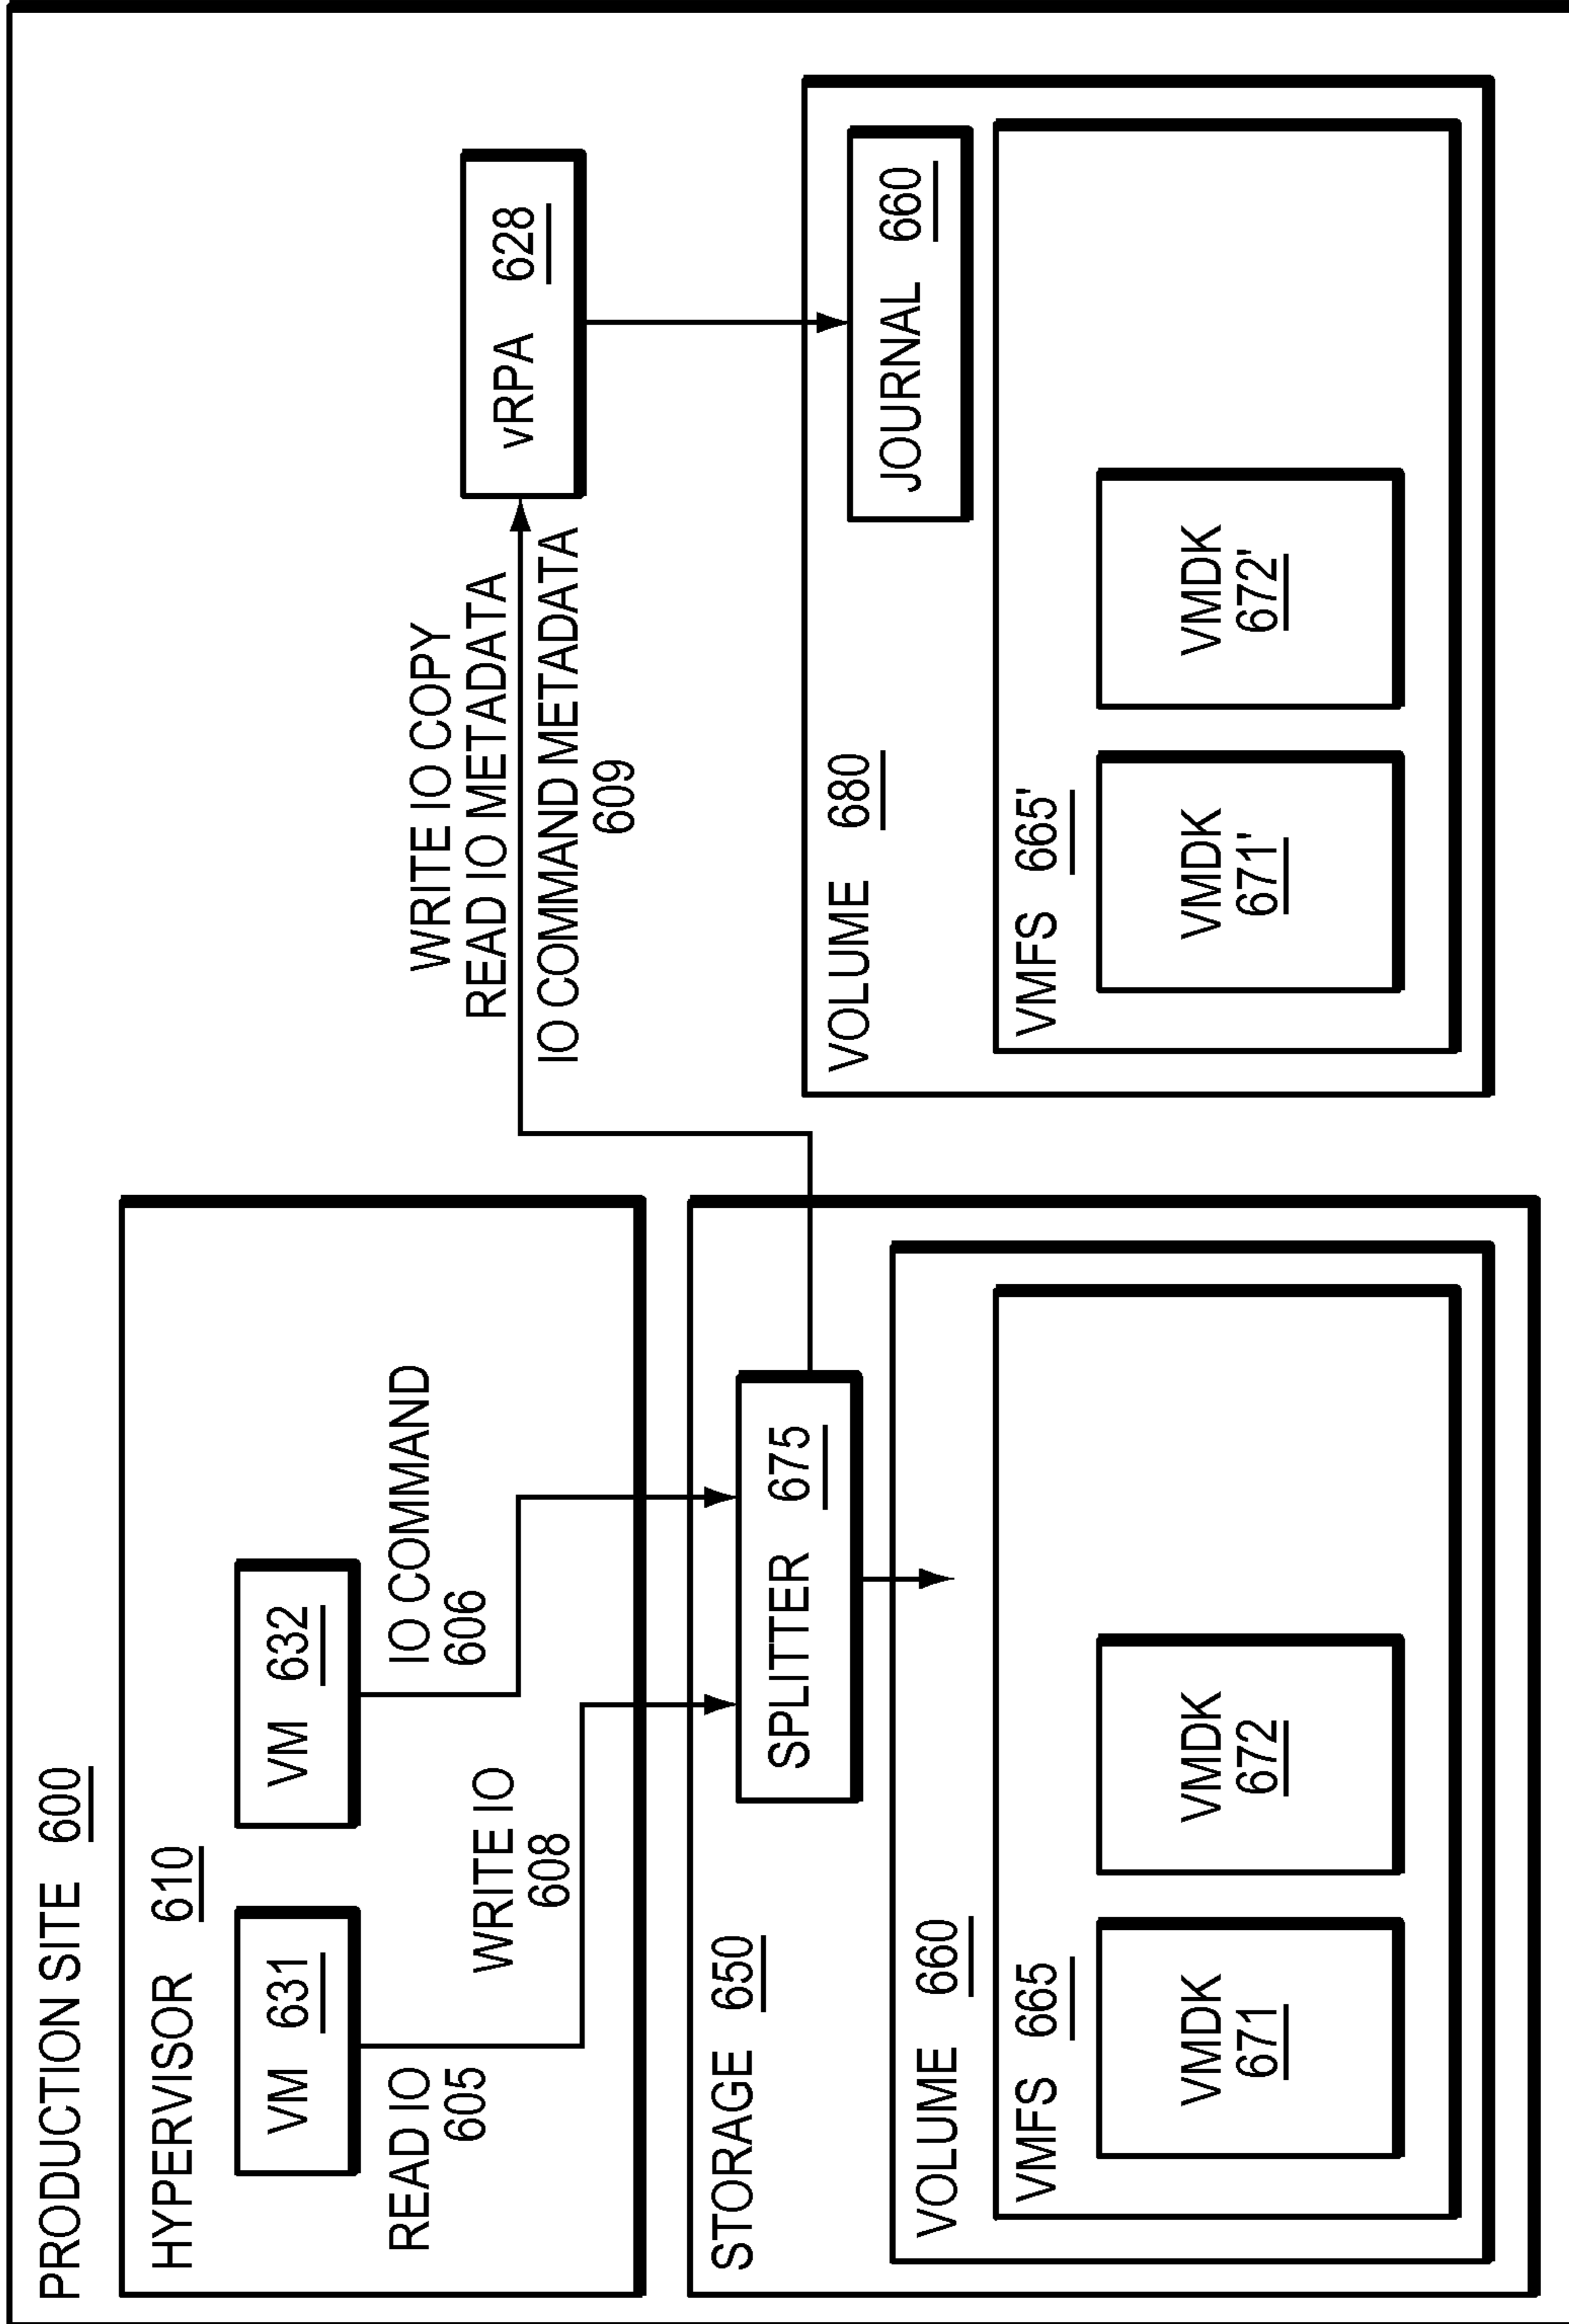 PRODUCTION SITE 600
HYPERVISOR 610
VM 631
VM 632
READ IO
605
WRITE IO
608
IO COMMAND
606
WRITE IO COPY
READ IO METADATA
IO COMMAND METADATA
609
vRPA 628
STORAGE 650
SPLITTER 675
VOLUME 660
VMFS 665
VMDK
671
VMDK
672
VOLUME 680
JOURNAL 660
VMFS 665'
VMDK
671'
VMDK
672'